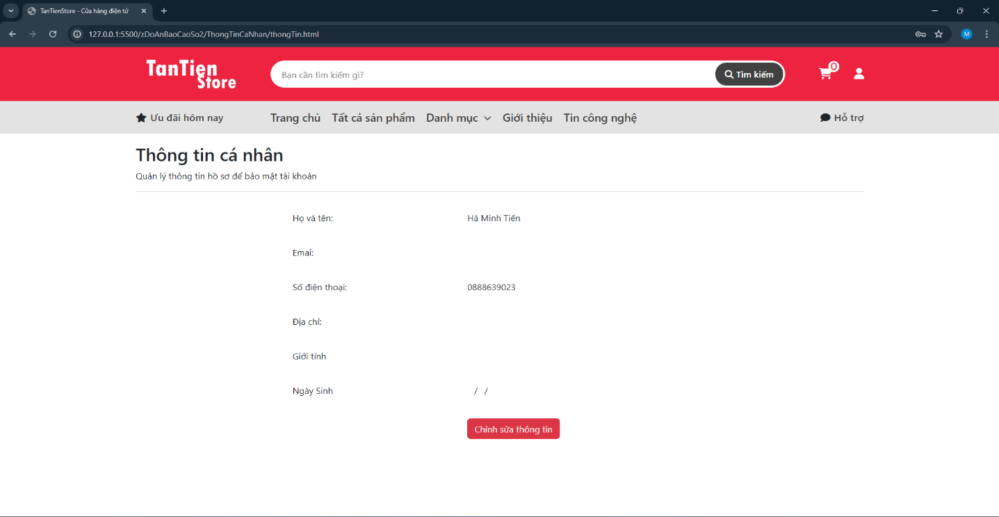 TanTienStore - Cửa hàng điện tử
127.0.0.1:5500/zDoAnBaoCaoSo2/ThongTinCaNhan/thongTin.html
M
TanTien
Store
Bạn cần tìm kiếm gì?
Tìm kiếm
0
Ưu đãi hôm nay
Trang chủ Tất cả sản phẩm Danh mục Giới thiệu Tin công nghệ
Hỗ trợ
Thông tin cá nhân
Quản lý thông tin hồ sơ để bảo mật tài khoản
Họ và tên: Hà Minh Tiến
Emai:
Số điện thoại: 0888639023
Địa chỉ:
Giới tính
Ngày Sinh / /
Chỉnh sửa thông tin